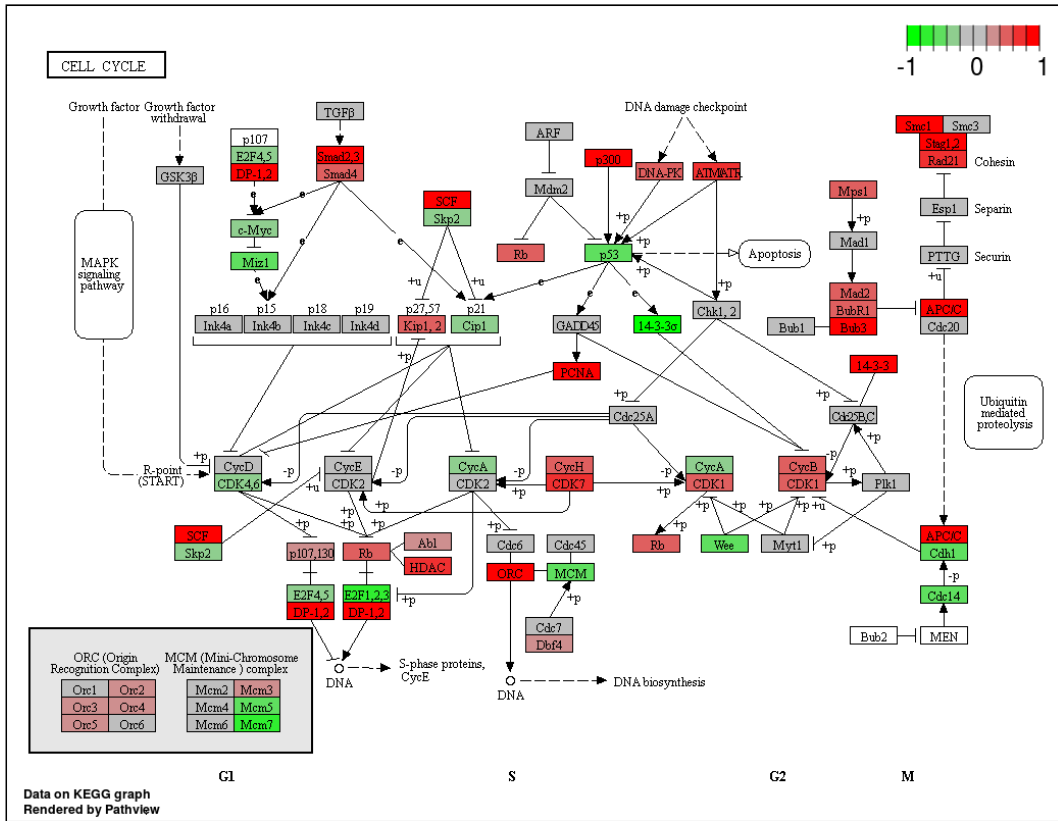 CELL CYCLE
-1 0 1
Growth factor
Growth factor
withdrawal
TGFβ
DNA damage checkpoint
p107
E2F4,5
DP-1,2
Smad2,3
Smad4
ARF
p300
DNA-PK
ATM/ATR
Smc1
Smc3
Stag1,2
Rad21
Cohesin
GSK3β
Mdm2
SCF
Skp2
Mps1
Esp1
Separin
e
e
c-Myc
Miz1
e
e
Rb
+p
p53
+p
+p
Apoptosis
+p
Mad1
PTTG
Securin
MAPK
signaling
pathway
+u
+u
e
e
e
Mad2
BubR1
Bub3
Bub1
+u
APC/C
Cdc20
p16
Ink4a
p15
Ink4b
p18
Ink4c
p19
Ink4d
p27,57
Kip1, 2
p21
Cip1
GADD45
14-3-3σ
Chk1, 2
+p
PCNA
14-3-3
+p
Cdc25A
+p
Cdc25B,C
+p
Ubiquitin
mediated
proteolysis
R-point
(START)
+p
CycD
CDK4,6
-p
+u
CycE
CDK2
-p
CycA
CDK2
-p
+p
CycH
CDK7
-p
+p
CycA
CDK1
CycB
CDK1
-p
+p
+p
+u
Plk1
SCF
Skp2
+p
+p
+p
+p
+p
p107,130
Rb
Abl
HDAC
Cdc6
Cdc45
ORC
MCM
+p
Rb
Wee
+p
+p
Myt1
+p
APC/C
Cdh1
-p
Cdc14
E2F4,5
DP-1,2
E2F1,2,3
DP-1,2
+p
+p
Cdc7
Dbf4
Bub2
MEN
DNA
S-phase proteins,
CycE
DNA
DNA biosynthesis
ORC (Origin
Recognition Complex)
MCM (Mini-Chromosome
Maintenance ) complex
Orc1 Orc2 Mcm2 Mcm3
Orc3 Orc4 Mcm4 Mcm5
Orc5 Orc6 Mcm6 Mcm7
G1 S G2 M
Data on KEGG graph
Rendered by Pathview